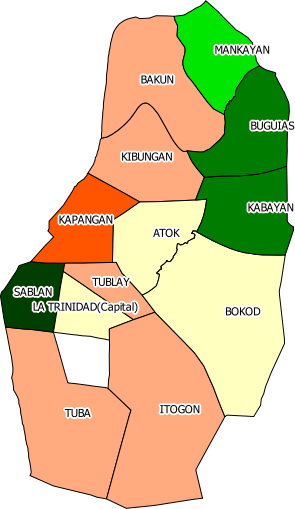 MANKAYAN
BAKUN
BUGUIAS
KIBUNGAN
KABAYAN
KAPANGAN
ATOK
TUBLAY
SABLAN
LA TRINIDAD(Capital)
BOKOD
TUBA
ITOGON